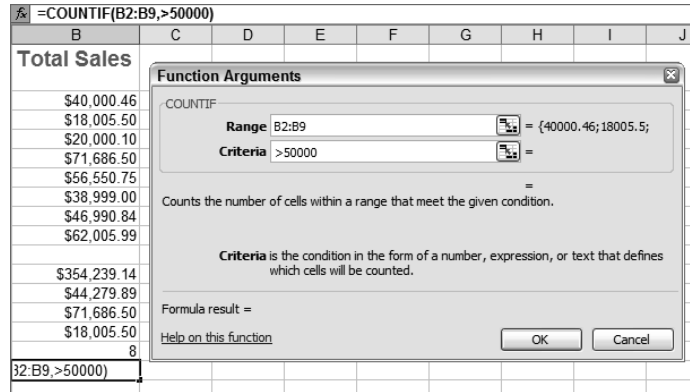 fx =COUNTIF(B2:B9,>50000)
B C D E F G H I J
Total Sales
$40,000.46
$18,005.50
$20,000.10
$71,686.50
$56,550.75
$38,999.00
$46,990.84
$62,005.99
$354,239.14
$44,279.89
$71,686.50
$18,005.50
8
32:B9,>50000)
Function Arguments
COUNTIF
Range B2:B9 = {40000.46;18005.5;
Criteria >50000 =
=
Counts the number of cells within a range that meet the given condition.
Criteria is the condition in the form of a number, expression, or text that defines
which cells will be counted.
Formula result =
Help on this function OK Cancel